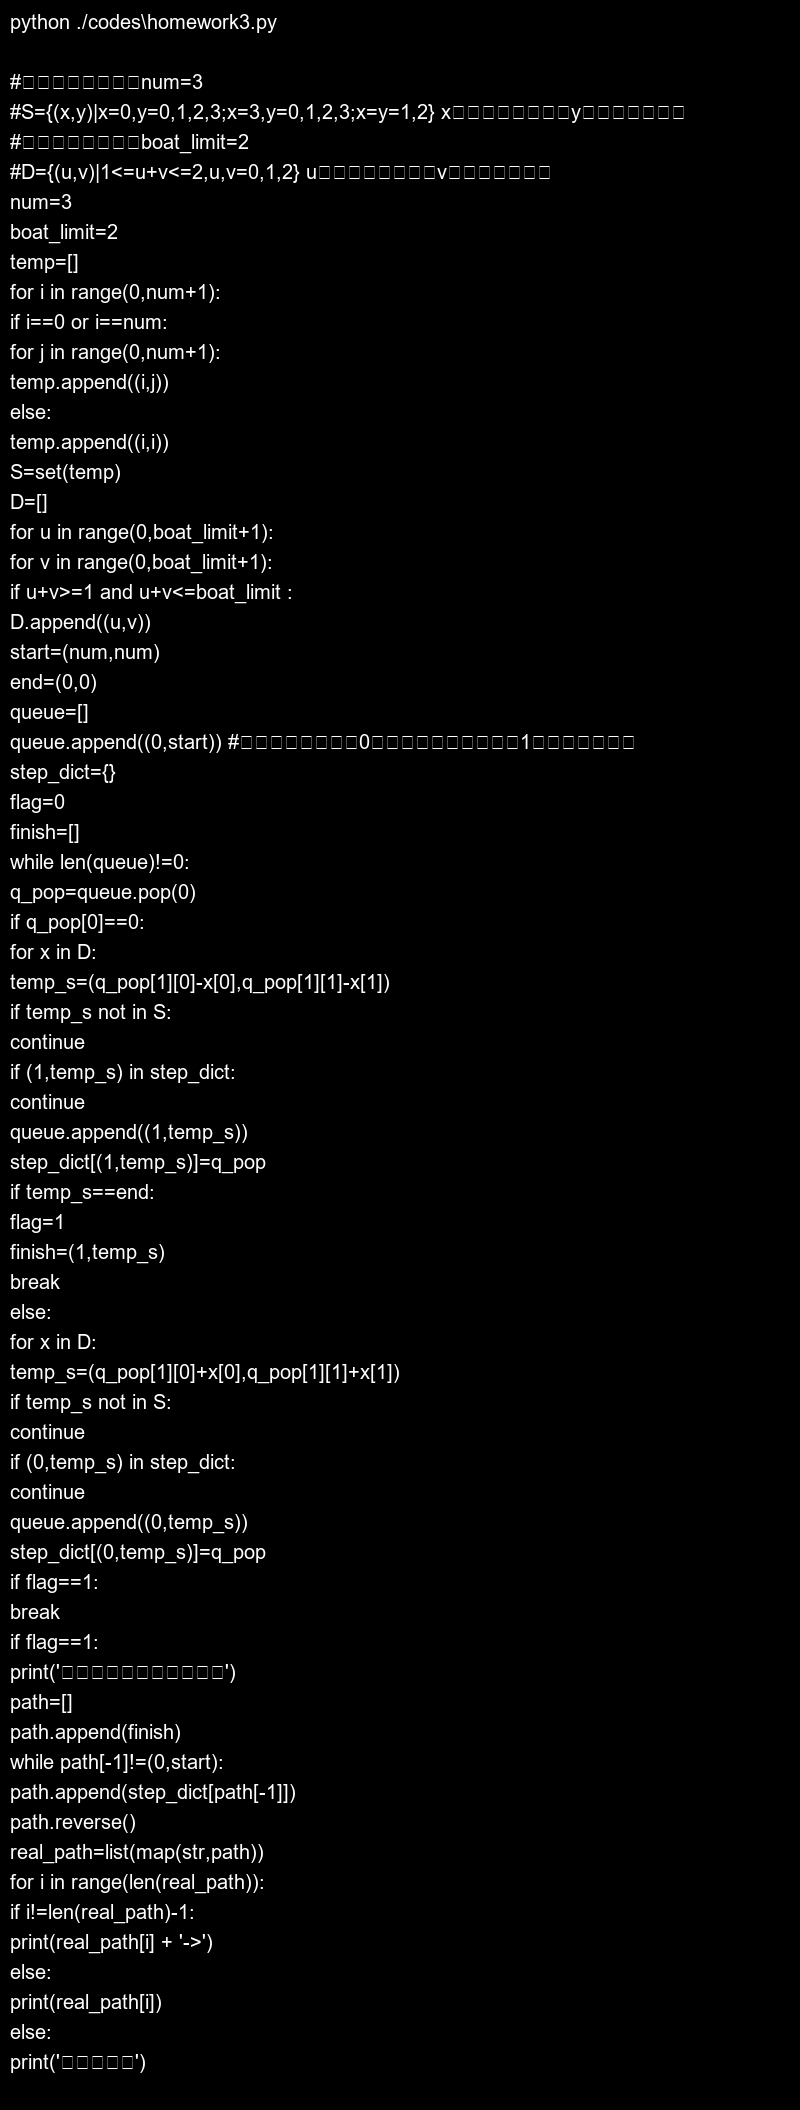 python ./codes\homework3.py
#num=3
#S={(x,y)|x=0,y=0,1,2,3;x=3,y=0,1,2,3;x=y=1,2} x y
#boat_limit=2
#D={(u,v)|1<=u+v<=2,u,v=0,1,2} u v
num=3
boat_limit=2
temp=[]
for i in range(0,num+1):
if i==0 or i==num:
for j in range(0,num+1):
temp.append((i,j))
else:
temp.append((i,i))
S=set(temp)
D=[]
for u in range(0,boat_limit+1):
for v in range(0,boat_limit+1):
if u+v>=1 and u+v<=boat_limit :
D.append((u,v))
start=(num,num)
end=(0,0)
queue=[]
queue.append((0,start)) #0 1
step_dict={}
flag=0
finish=[]
while len(queue)!=0:
q_pop=queue.pop(0)
if q_pop[0]==0:
for x in D:
temp_s=(q_pop[1][0]-x[0],q_pop[1][1]-x[1])
if temp_s not in S:
continue
if (1,temp_s) in step_dict:
continue
queue.append((1,temp_s))
step_dict[(1,temp_s)]=q_pop
if temp_s==end:
flag=1
finish=(1,temp_s)
break
else:
for x in D:
temp_s=(q_pop[1][0]+x[0],q_pop[1][1]+x[1])
if temp_s not in S:
continue
if (0,temp_s) in step_dict:
continue
queue.append((0,temp_s))
step_dict[(0,temp_s)]=q_pop
if flag==1:
break
if flag==1:
print('')
path=[]
path.append(finish)
while path[-1]!=(0,start):
path.append(step_dict[path[-1]])
path.reverse()
real_path=list(map(str,path))
for i in range(len(real_path)):
if i!=len(real_path)-1:
print(real_path[i] + '->')
else:
print(real_path[i])
else:
print('')